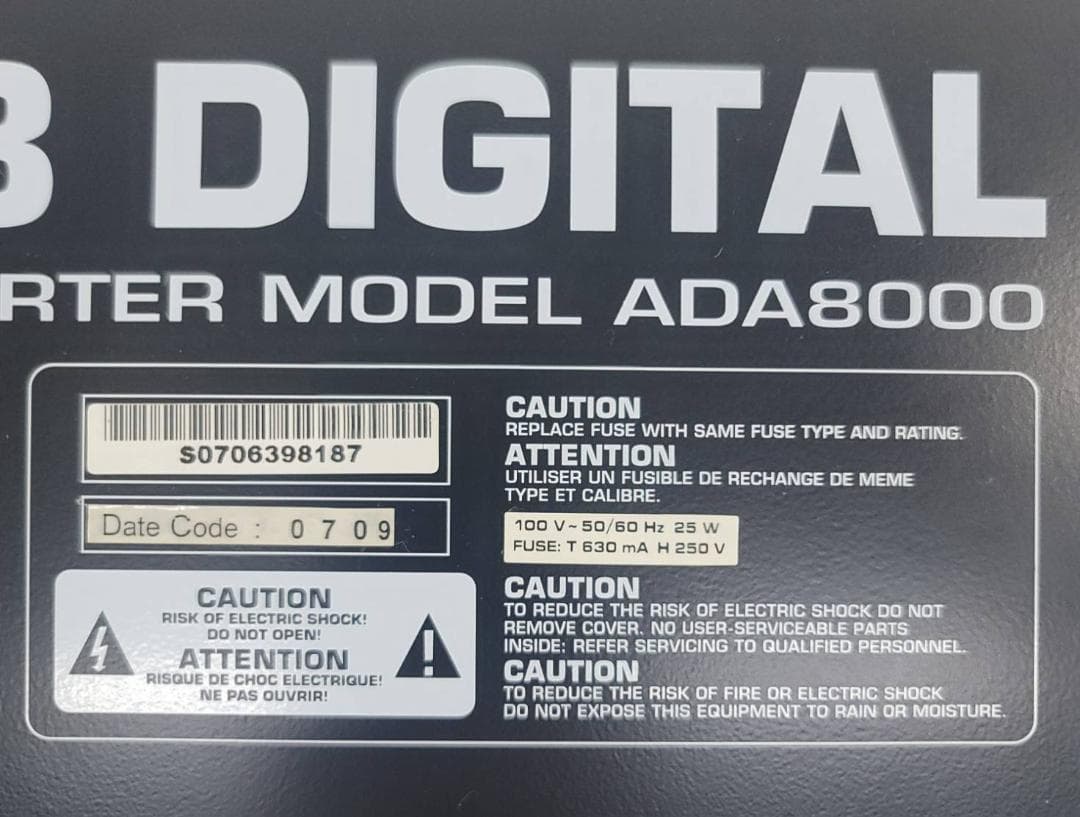 B DIGITAL
RTER MODEL ADA8000
S0706398187
Date Code : 0 7 0 9
CAUTION
RISK OF ELECTRIC SHOCK!
DO NOT OPEN!
ATTENTION
RISQUE DE CHOC ELECTRIQUE!
NE PAS OUVRIR!
CAUTION
REPLACE FUSE WITH SAME FUSE TYPE AND RATING.
ATTENTION
UTILISER UN FUSIBLE DE RECHANGE DE MEME
TYPE ET CALIBRE.
100 V~ 50/60 Hz 25 W
FUSE: T 630 mA H 250 V
CAUTION
TO REDUCE THE RISK OF ELECTRIC SHOCK DO NOT
REMOVE COVER. NO USER-SERVICEABLE PARTS
INSIDE: REFER SERVICING TO QUALIFIED PERSONNEL.
CAUTION
TO REDUCE THE RISK OF FIRE OR ELECTRIC SHOCK
DO NOT EXPOSE THIS EQUIPMENT TO RAIN OR MOISTURE.